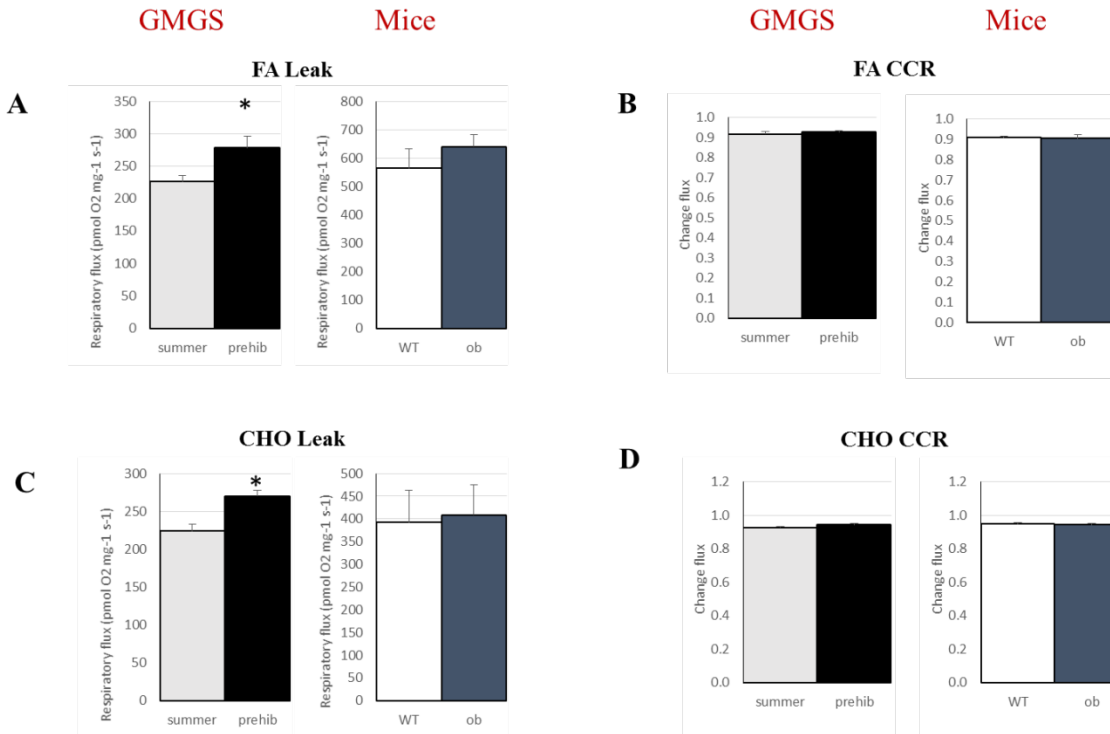 GMGS Mice GMGS Mice
FA Leak
A
Respiratory flux (pmol O2 mg-1 s-1)
350
300
250
200
150
100
50
0
*
summer prehib
Respiratory flux (pmol O2 mg-1 s-1)
800
700
600
500
400
300
200
100
0
WT ob
FA CCR
B
Change flux
1.0
0.9
0.8
0.7
0.6
0.5
0.4
0.3
0.2
0.1
0.0
summer prehib
Change flux
1.0
0.9
0.8
0.7
0.6
0.5
0.4
0.3
0.2
0.1
0.0
WT ob
CHO Leak
C
Respiratory flux (pmol O2 mg-1 s-1)
300
250
200
150
100
50
0
*
summer prehib
Respiratory flux (pmol O2 mg-1 s-1)
500
450
400
350
300
250
200
150
100
50
0
WT ob
CHO CCR
D
Change flux
1.2
1.0
0.8
0.6
0.4
0.2
0.0
summer prehib
Change flux
1.2
1.0
0.8
0.6
0.4
0.2
0.0
WT ob